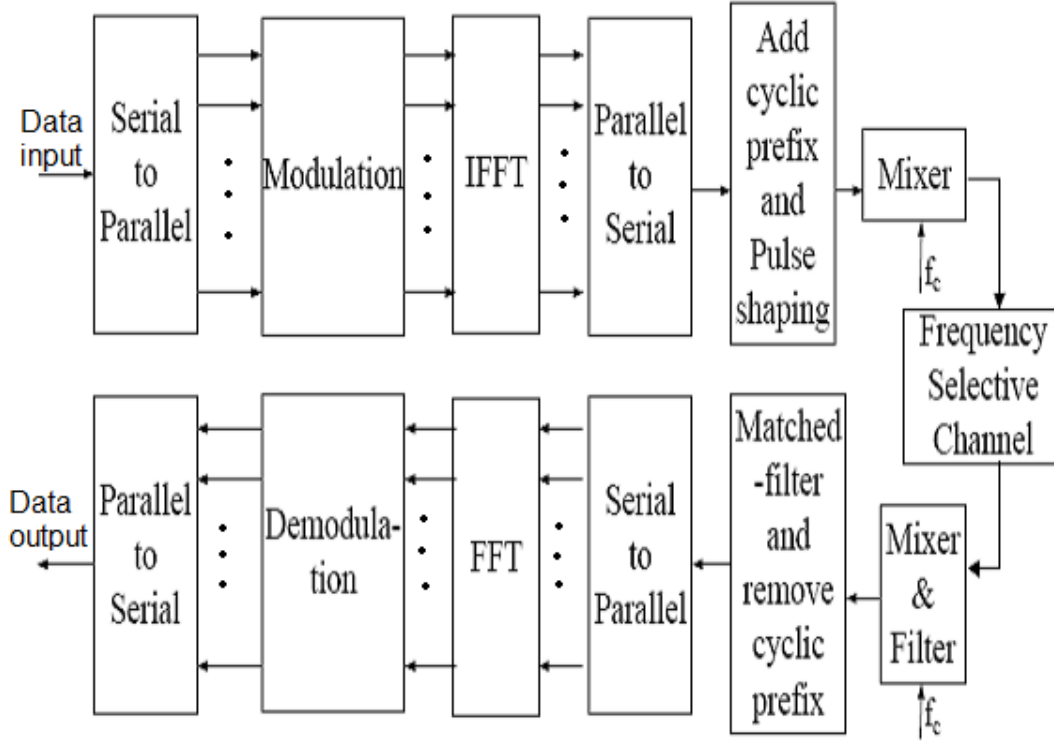 Data
input
Serial
to
Parallel
Modulation
IFFT
Parallel
to
Serial
Add
cyclic
prefix
and
Pulse
shaping
Mixer
f_c
Frequency
Selective
Channel
Mixer
&
Filter
f_c
Matched
-filter
and
remove
cyclic
prefix
Serial
to
Parallel
FFT
Demodula-
tion
Parallel
to
Serial
Data
output